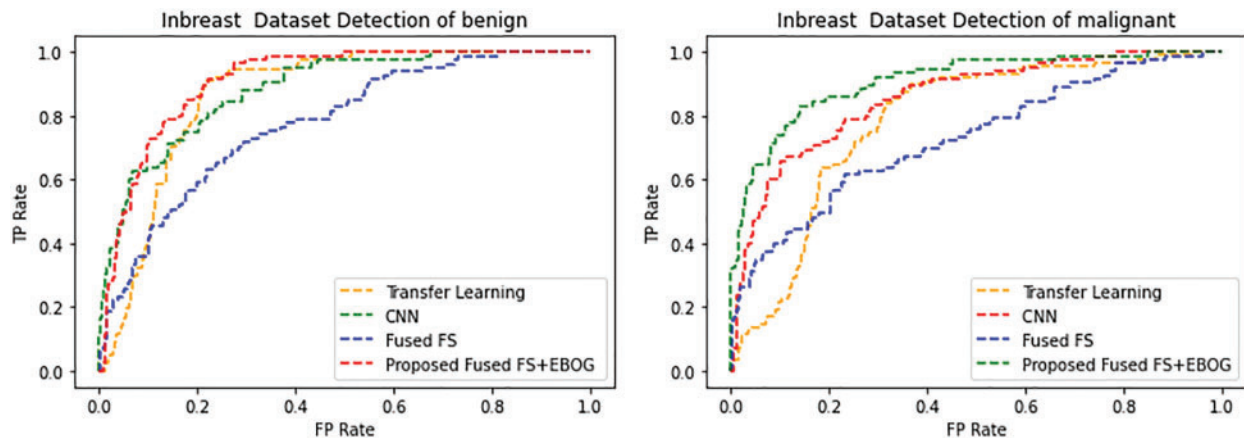 Inbreast Dataset Detection of benign
1.0
0.8
0.6
0.4
0.2
0.0
TP Rate
Transfer Learning
CNN
Fused FS
Proposed Fused FS+EBOG
0.0 0.2 0.4 0.6 0.8 1.0
FP Rate
Inbreast Dataset Detection of malignant
1.0
0.8
0.6
0.4
0.2
0.0
TP Rate
Transfer Learning
CNN
Fused FS
Proposed Fused FS+EBOG
0.0 0.2 0.4 0.6 0.8 1.0
FP Rate